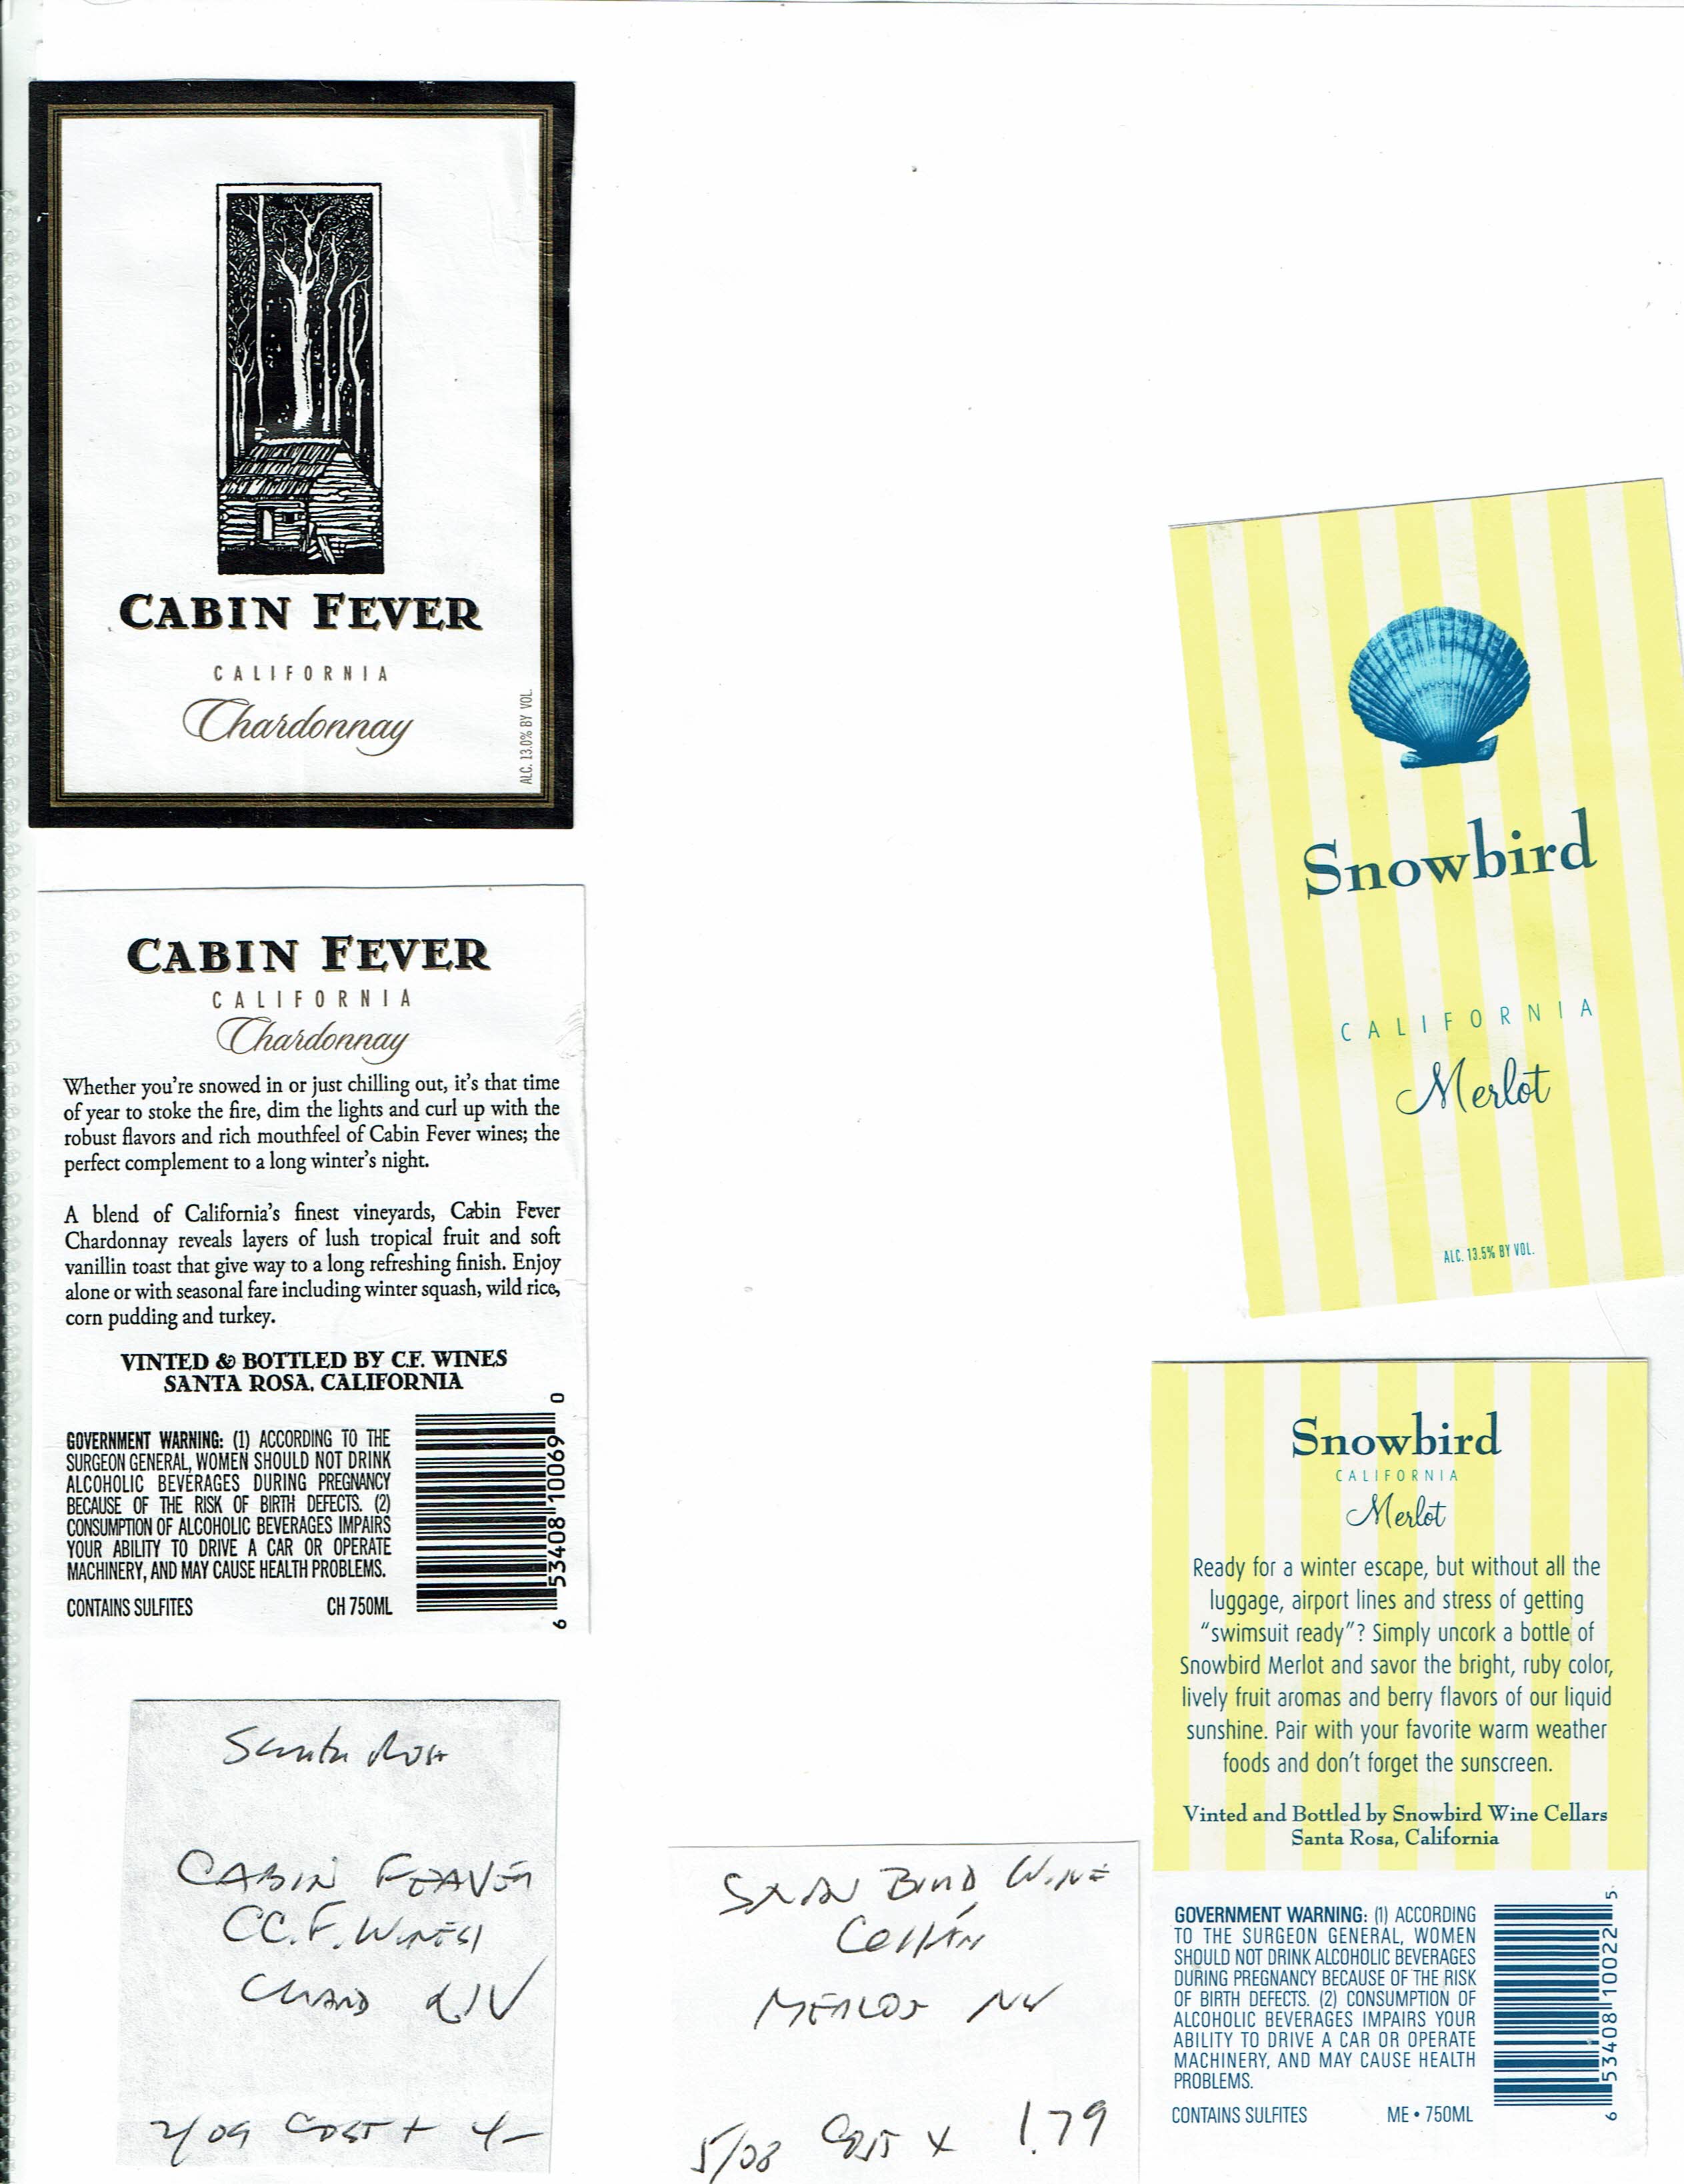 CABIN FEVER
CALIFORNIA
Chardonnay
ALC. 13.0% BY VOL.
CABIN FEVER
CALIFORNIA
Chardonnay
Whether you're snowed in or just chilling out, it's that time
of year to stoke the fire, dim the lights and curl up with the
robust flavors and rich mouthfeel of Cabin Fever wines; the
perfect complement to a long winter's night.
A blend of California's finest vineyards, Cabin Fever
Chardonnay reveals layers of lush tropical fruit and soft
vanillin toast that give way to a long refreshing finish. Enjoy
alone or with seasonal fare including winter squash, wild rice,
corn pudding and turkey.
VINTED & BOTTLED BY C.F. WINES
SANTA ROSA, CALIFORNIA
GOVERNMENT WARNING: (1) ACCORDING TO THE
SURGEON GENERAL, WOMEN SHOULD NOT DRINK
ALCOHOLIC BEVERAGES DURING PREGNANCY
BECAUSE OF THE RISK OF BIRTH DEFECTS. (2)
CONSUMPTION OF ALCOHOLIC BEVERAGES IMPAIRS
YOUR ABILITY TO DRIVE A CAR OR OPERATE
MACHINERY, AND MAY CAUSE HEALTH PROBLEMS.
CONTAINS SULFITES CH 750ML
6 53408 10069 0
Santa Rosa
CABIN FEAVER
CC.F. WINES)
CHARD
2/09 COST + 4-
Snowbird
CALIFORNIA
Merlot
ALC. 13.5% BY VOL.
Snowbird
CALIFORNIA
Merlot
Ready for a winter escape, but without all the
luggage, airport lines and stress of getting
"swimsuit ready"? Simply uncork a bottle of
Snowbird Merlot and savor the bright, ruby color,
lively fruit aromas and berry flavors of our liquid
sunshine. Pair with your favorite warm weather
foods and don't forget the sunscreen.
Vinted and Bottled by Snowbird Wine Cellars
Santa Rosa, California
GOVERNMENT WARNING: (1) ACCORDING
TO THE SURGEON GENERAL, WOMEN
SHOULD NOT DRINK ALCOHOLIC BEVERAGES
DURING PREGNANCY BECAUSE OF THE RISK
OF BIRTH DEFECTS. (2) CONSUMPTION OF
ALCOHOLIC BEVERAGES IMPAIRS YOUR
ABILITY TO DRIVE A CAR OR OPERATE
MACHINERY, AND MAY CAUSE HEALTH
PROBLEMS.
CONTAINS SULFITES ME • 750ML
6 53408 10022 5
SNOW BIRD WINE
Cellar
MERLOT NV
5/08 COST X 1.79